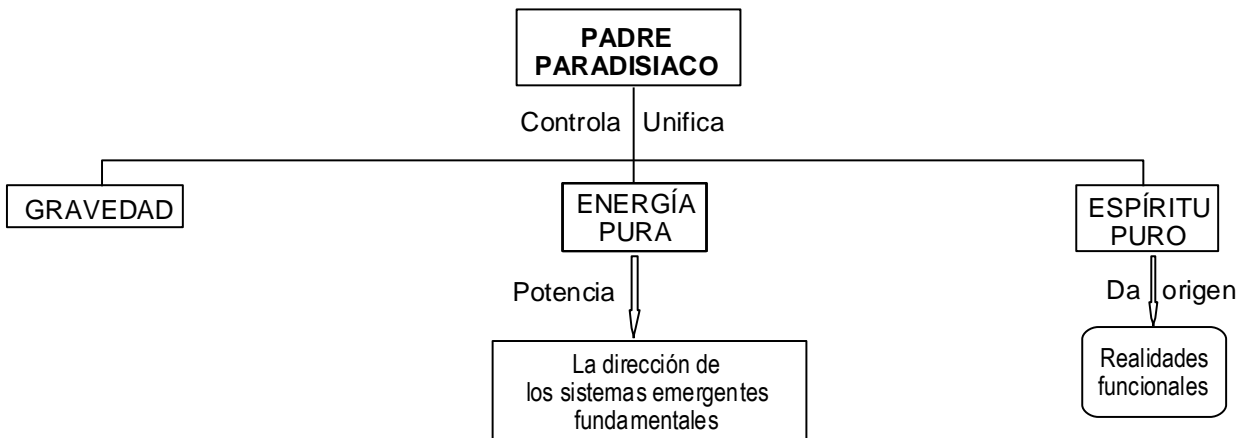 PADRE
PARADISIACO
Controla Unifica
GRAVEDAD
ENERGÍA
PURA
ESPÍRITU
PURO
Potencia
Da origen
La dirección de
los sistemas emergentes
fundamentales
Realidades
funcionales